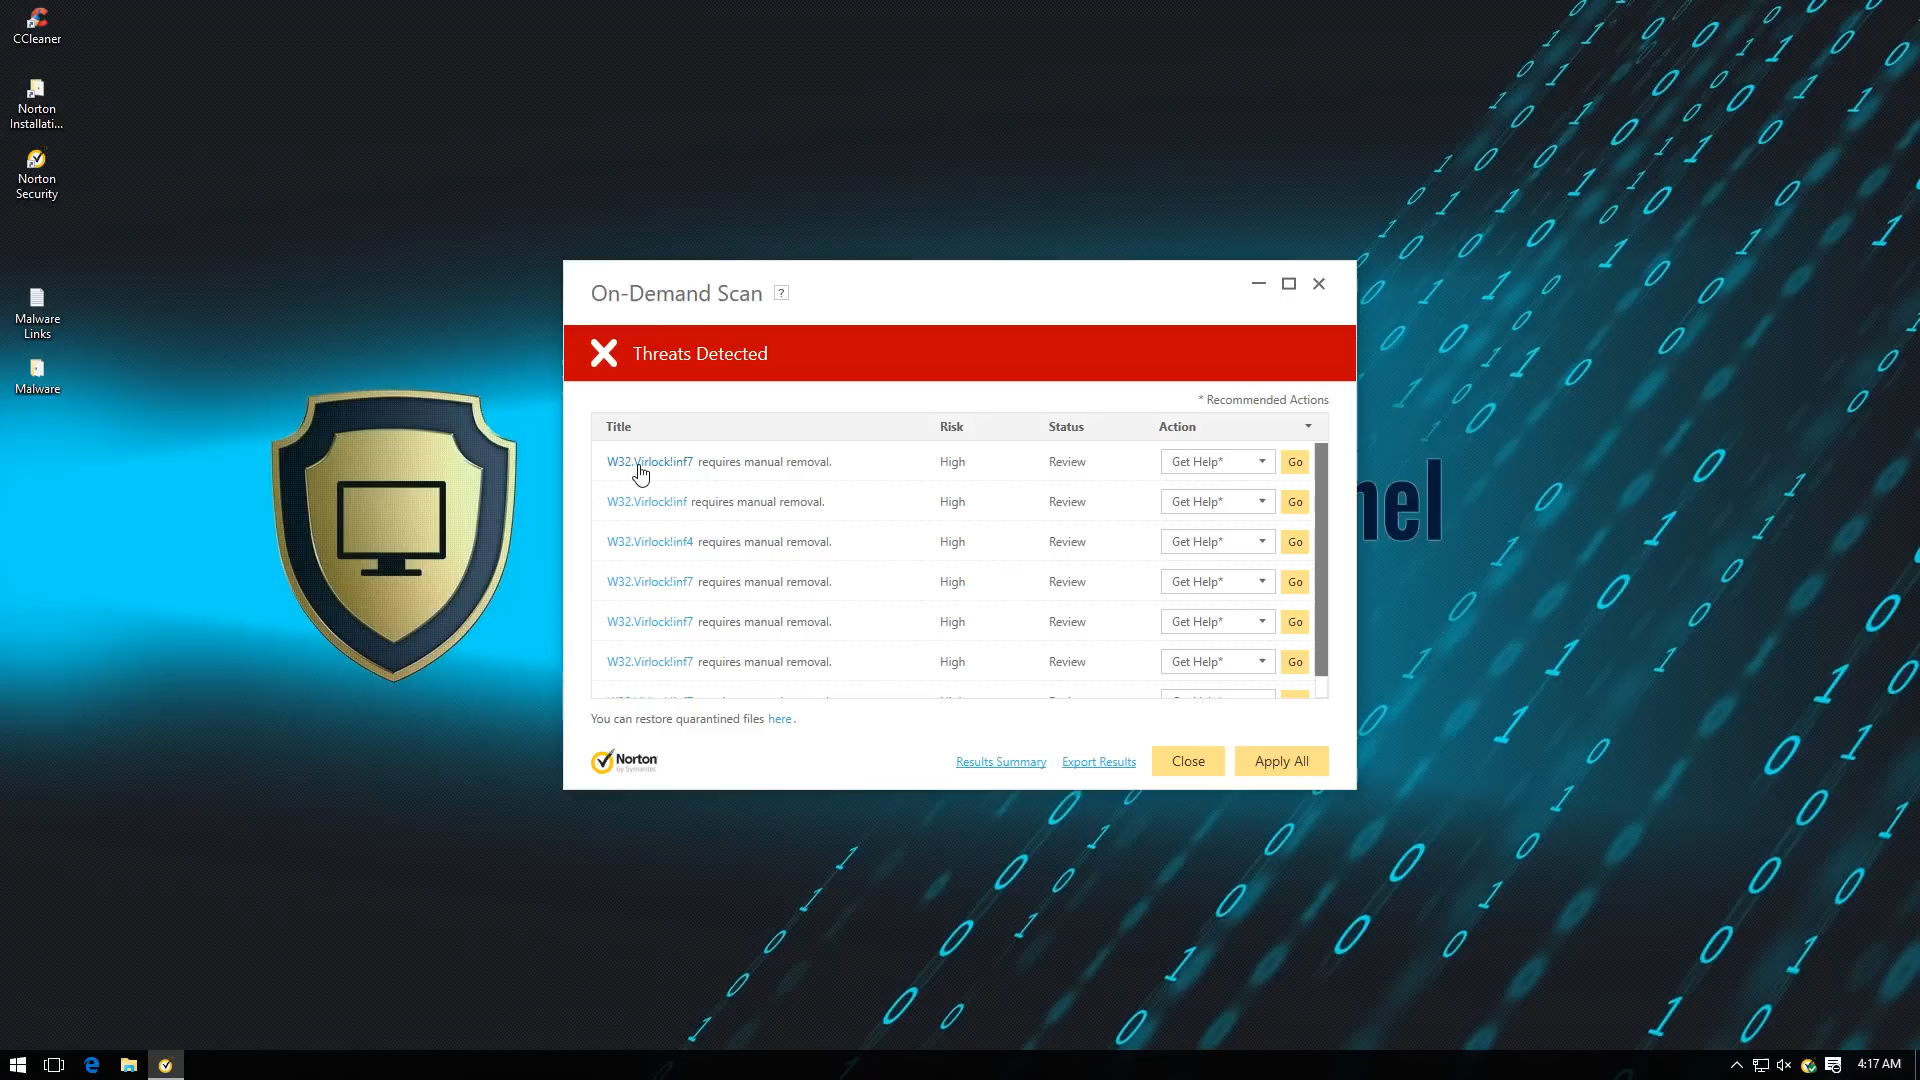 CCleaner
Norton
Installati...
Norton
Security
Malware
Links
Malware
On-Demand Scan ?
Threats Detected
* Recommended Actions
Title Risk Status Action
W32.Virlock!inf7 requires manual removal. High Review Get Help* Go
W32.Virlock!inf requires manual removal. High Review Get Help* Go
W32.Virlock!inf4 requires manual removal. High Review Get Help* Go
W32.Virlock!inf7 requires manual removal. High Review Get Help* Go
W32.Virlock!inf7 requires manual removal. High Review Get Help* Go
W32.Virlock!inf7 requires manual removal. High Review Get Help* Go
You can restore quarantined files here.
Norton
by Symantec
Results Summary Export Results Close Apply All
nel
4:17 AM